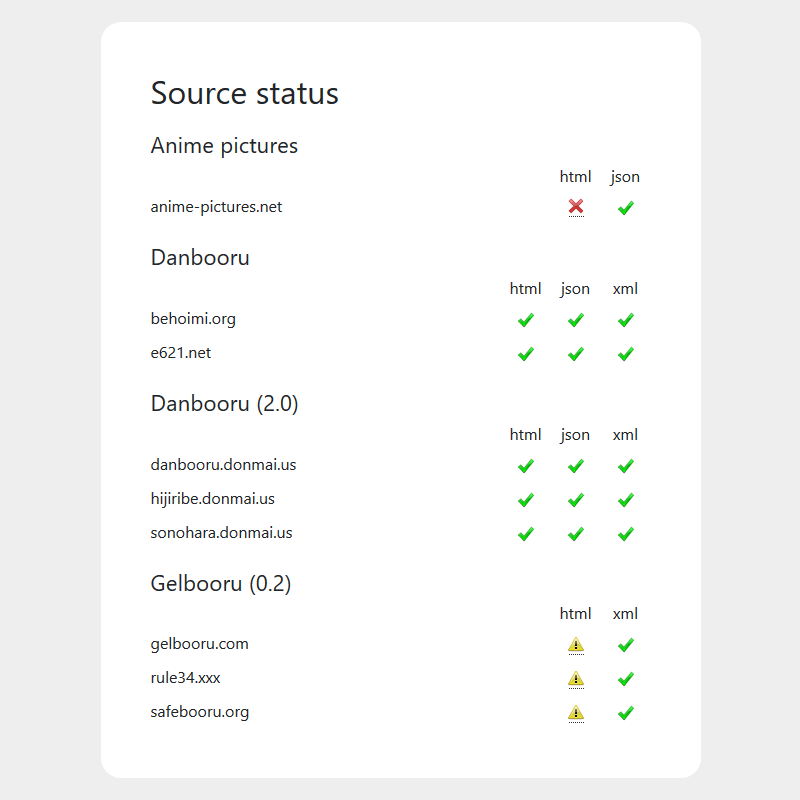 Source status
Anime pictures
html json
anime-pictures.net
Danbooru
html json xml
behoimi.org
e621.net
Danbooru (2.0)
html json xml
danbooru.donmai.us
hijiribe.donmai.us
sonohara.donmai.us
Gelbooru (0.2)
html xml
gelbooru.com
rule34.xxx
safebooru.org